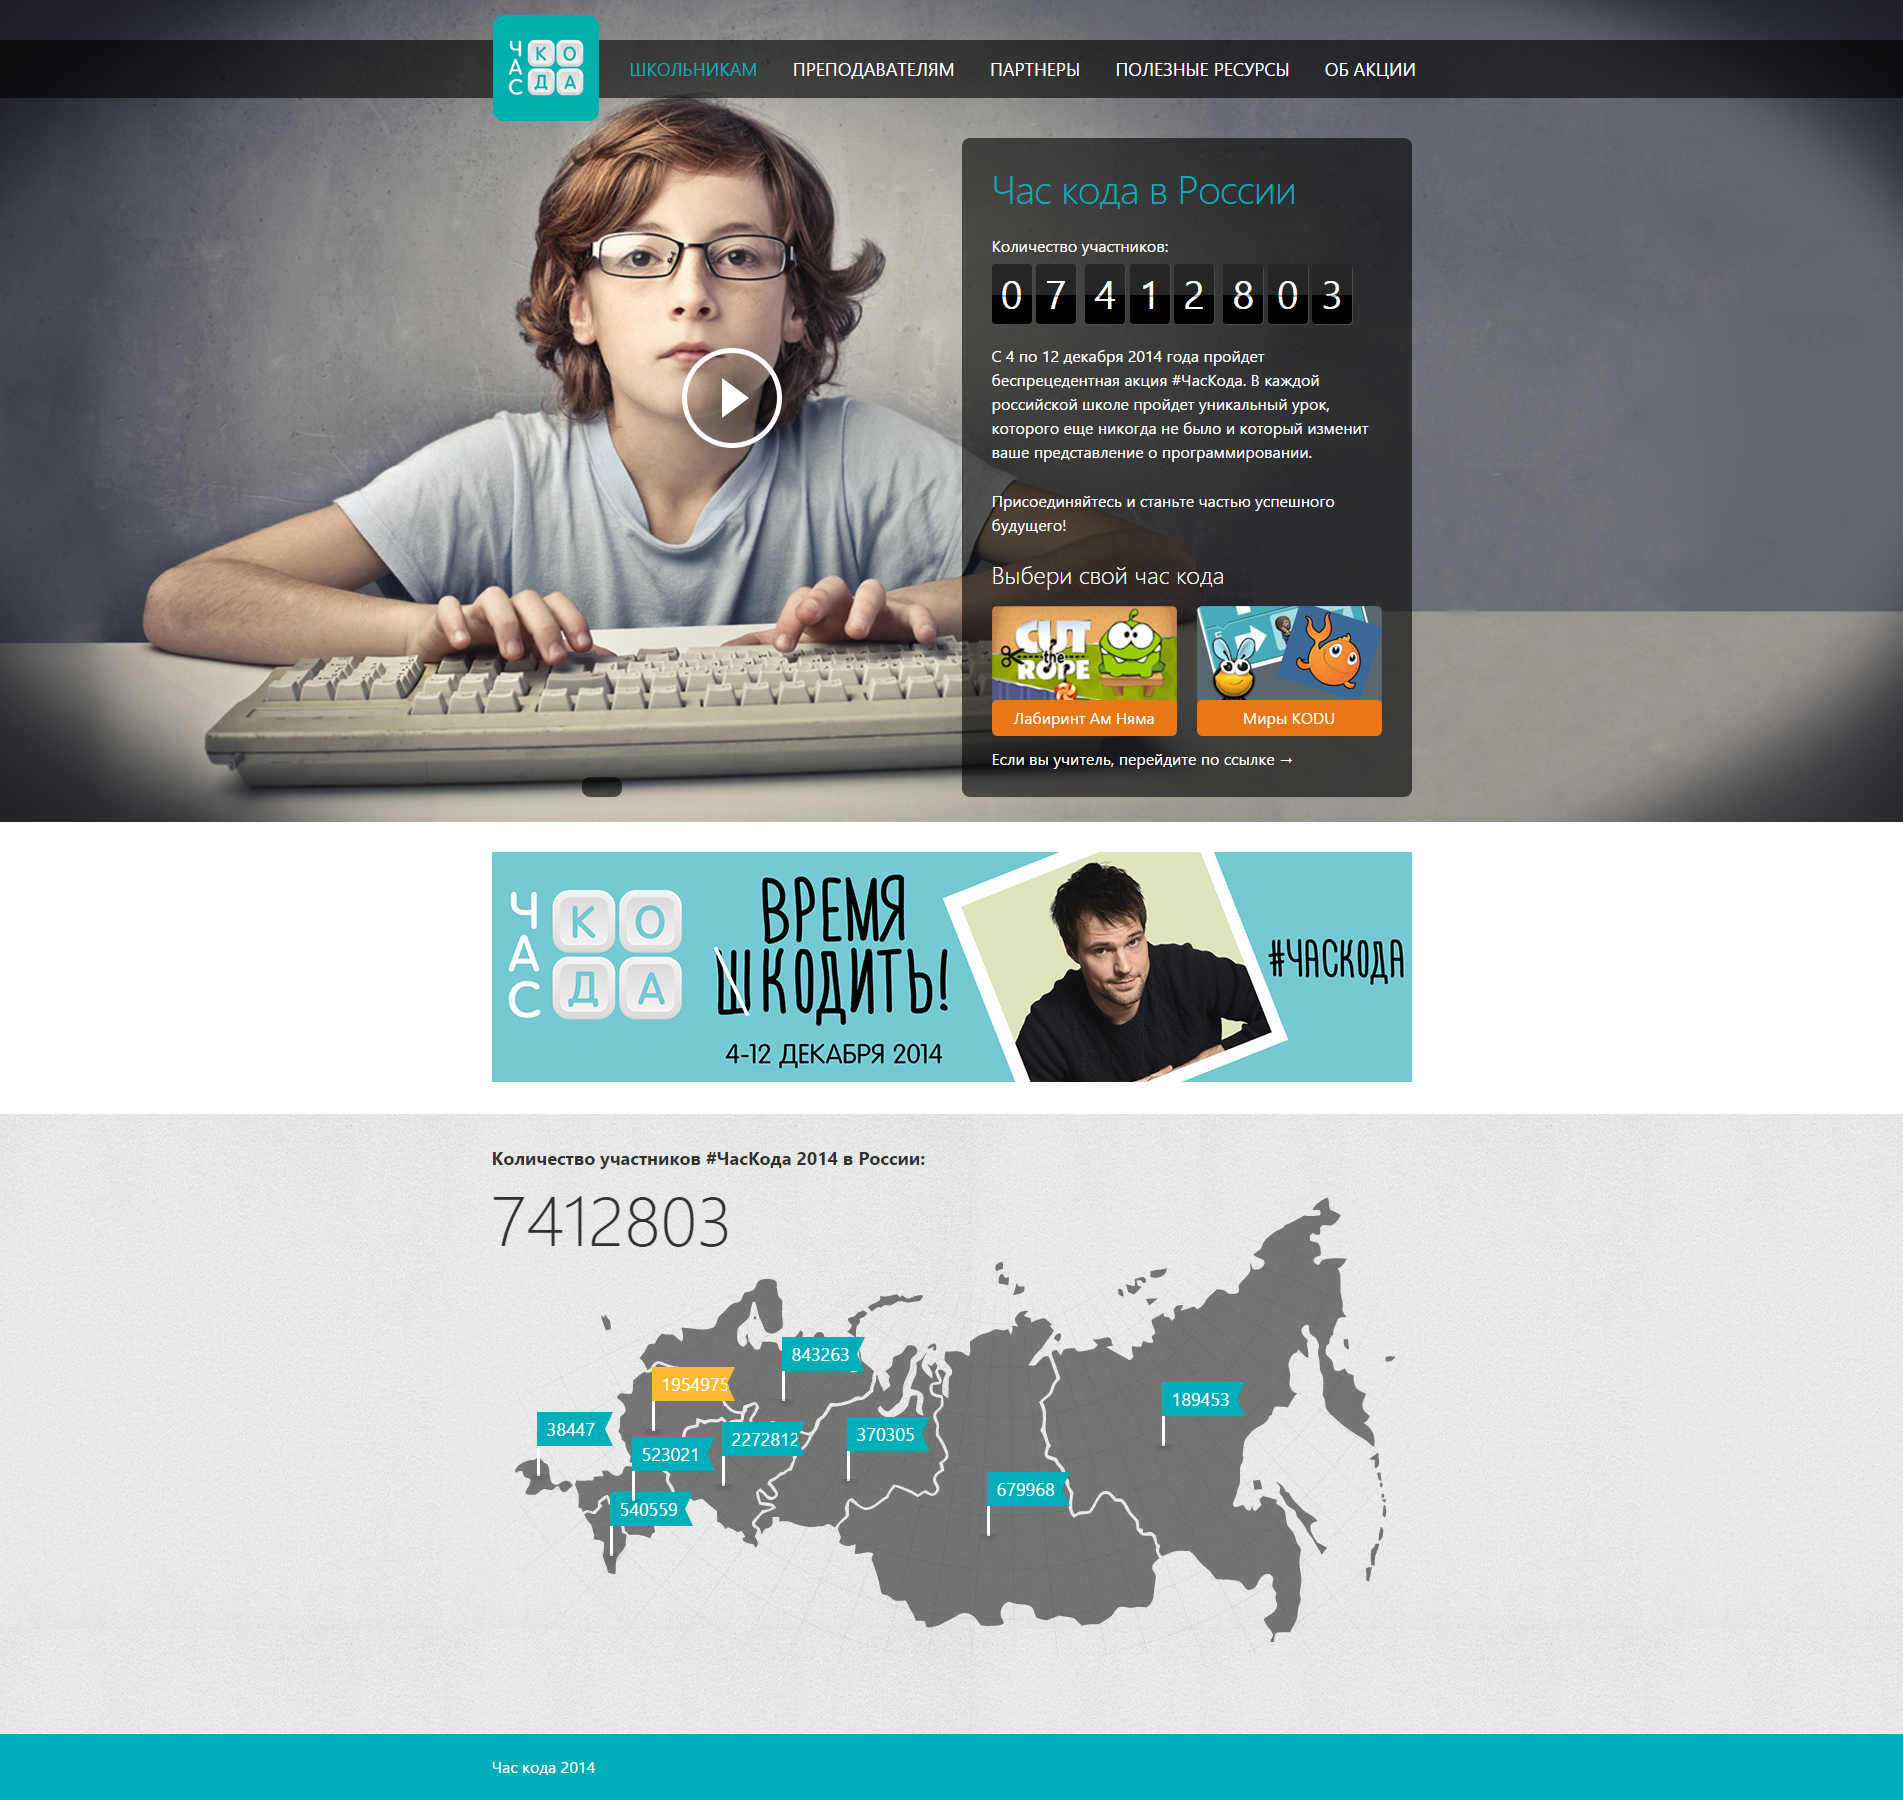 Ч
А
С
К О
Д А
ШКОЛЬНИКАМ ПРЕПОДАВАТЕЛЯМ ПАРТНЕРЫ ПОЛЕЗНЫЕ РЕСУРСЫ ОБ АКЦИИ
Час кода в России
Количество участников:
0 7 4 1 2 8 0 3
С 4 по 12 декабря 2014 года пройдет
беспрецедентная акция #ЧасКода. В каждой
российской школе пройдет уникальный урок,
которого еще никогда не было и который изменит
ваше представление о программировании.
Присоединяйтесь и станьте частью успешного
будущего!
Выбери свой час кода
CUT
the
ROPE
Лабиринт Ам Няма
Миры KODU
Если вы учитель, перейдите по ссылке →
Ч
А
С
К О
Д А
ВРЕМЯ
ШКОДИТЬ!
4-12 ДЕКАБРЯ 2014
#ЧАСКОДА
Количество участников #ЧасКода 2014 в России:
7412803
843263
1954975
189453
38447
2272812
370305
523021
679968
540559
Час кода 2014